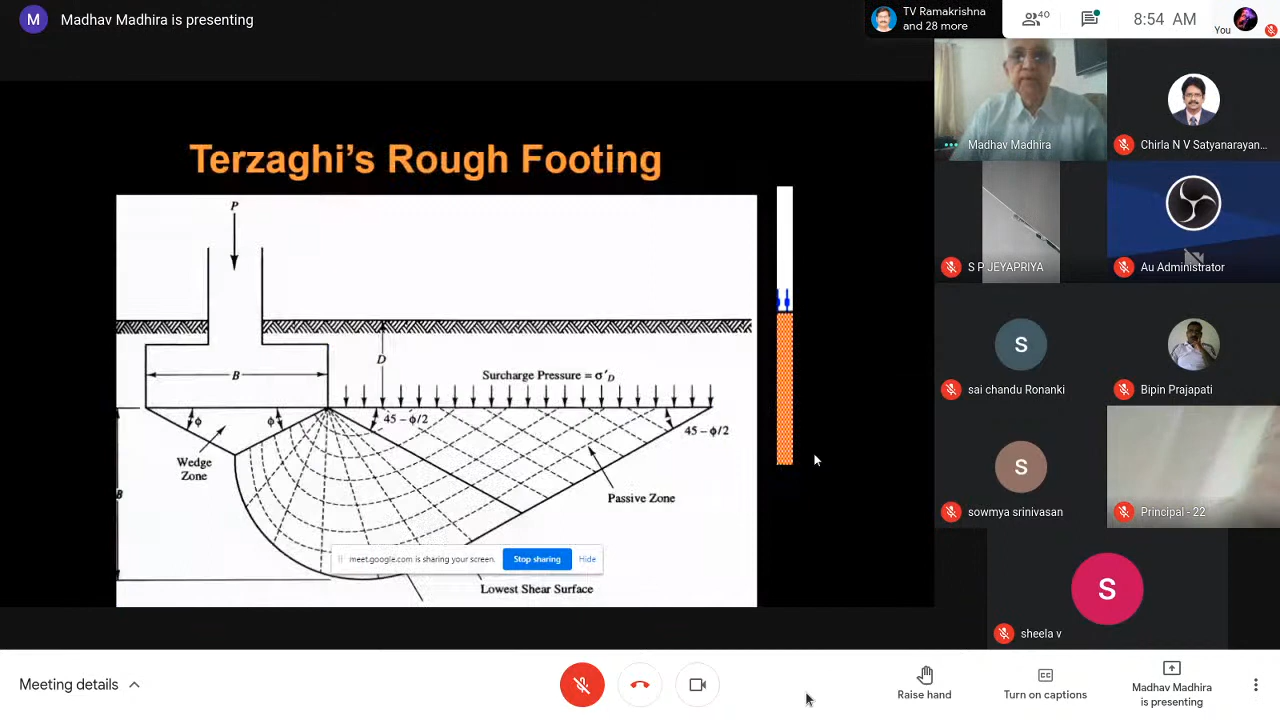 M
Madhav Madhira is presenting
TV Ramakrishna
and 28 more
40
8:54 AM
You
Terzaghi's Rough Footing
P
D
B
Surcharge Pressure = σ'D
ϕ
ϕ
45 – ϕ/2
45 – ϕ/2
Wedge
Zone
B
Passive Zone
meet.google.com is sharing your screen.
Stop sharing
Hide
Lowest Shear Surface
Madhav Madhira
Chirla N V Satyanarayan...
S P JEYAPRIYA
Au Administrator
S
sai chandu Ronanki
Bipin Prajapati
S
sowmya srinivasan
Principal - 22
S
sheela v
Meeting details
Raise hand
CC
Turn on captions
Madhav Madhira
is presenting